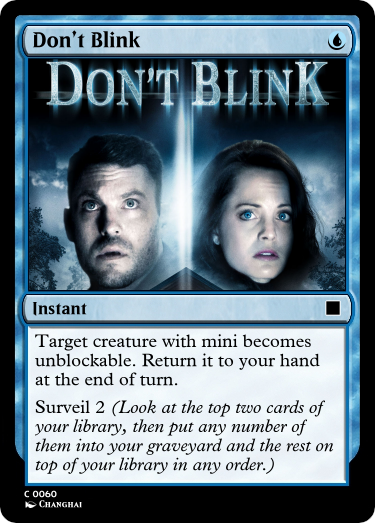 Don't Blink
DON'T BLINK
Instant
Target creature with mini becomes
unblockable. Return it to your hand
at the end of turn.
Surveil 2 (Look at the top two cards of
your library, then put any number of
them into your graveyard and the rest on
top of your library in any order.)
C 0060
CHANGHAI